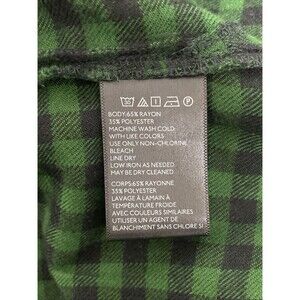 BODY:65% RAYON
35% POLYESTER
MACHINE WASH COLD
WITH LIKE COLORS
USE ONLY NON-CHLORINE
BLEACH
LINE DRY
LOW IRON AS NEEDED
MAY BE DRY CLEANED
CORPS:65% RAYONNE
35% POLYESTER
LAVAGE À LAMAIN À
TEMPÉRATURE FROIDE
AVEC COULEURS SIMILAIRES
UTILISER UN AGENT DE
BLANCHIMENT SANS CHLORE SI